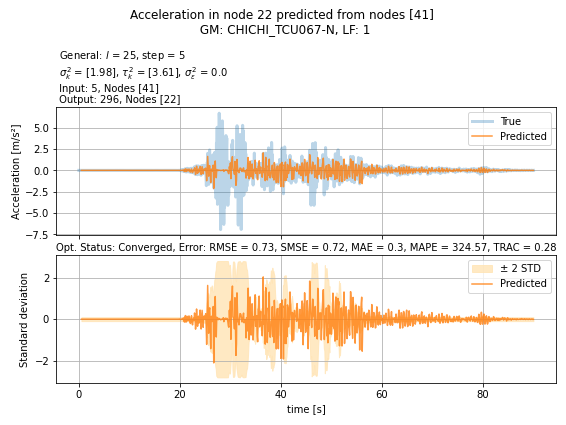 Acceleration in node 22 predicted from nodes [41]
GM: CHICHI_TCU067-N, LF: 1
General: l = 25, step = 5
σ²ₖ = [1.98], τ²ₖ = [3.61], σ²ε = 0.0
Input: 5, Nodes [41]
Output: 296, Nodes [22]
Acceleration [m/s²]
5.0
2.5
0.0
−2.5
−5.0
−7.5
True
Predicted
Opt. Status: Converged, Error: RMSE = 0.73, SMSE = 0.72, MAE = 0.3, MAPE = 324.57, TRAC = 0.28
Standard deviation
2
0
−2
± 2 STD
Predicted
0 20 40 60 80
time [s]